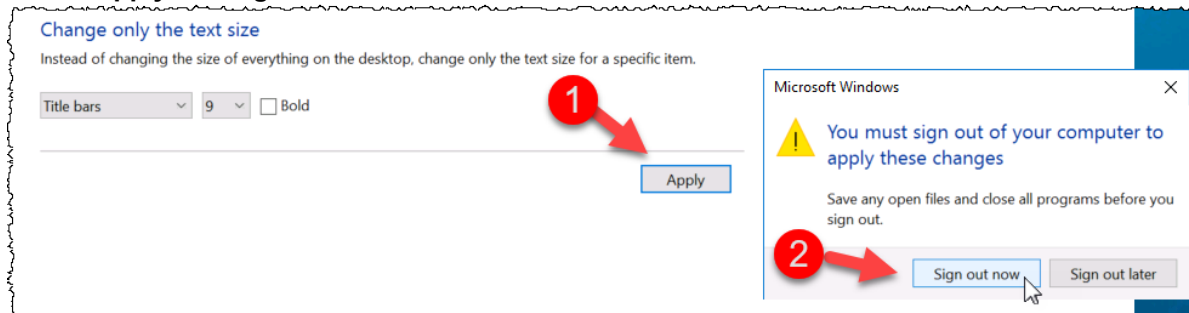 Change only the text size
Instead of changing the size of everything on the desktop, change only the text size for a specific item.
Title bars 9 Bold
1
Apply
Microsoft Windows
You must sign out of your computer to
apply these changes
Save any open files and close all programs before you
sign out.
2
Sign out now Sign out later